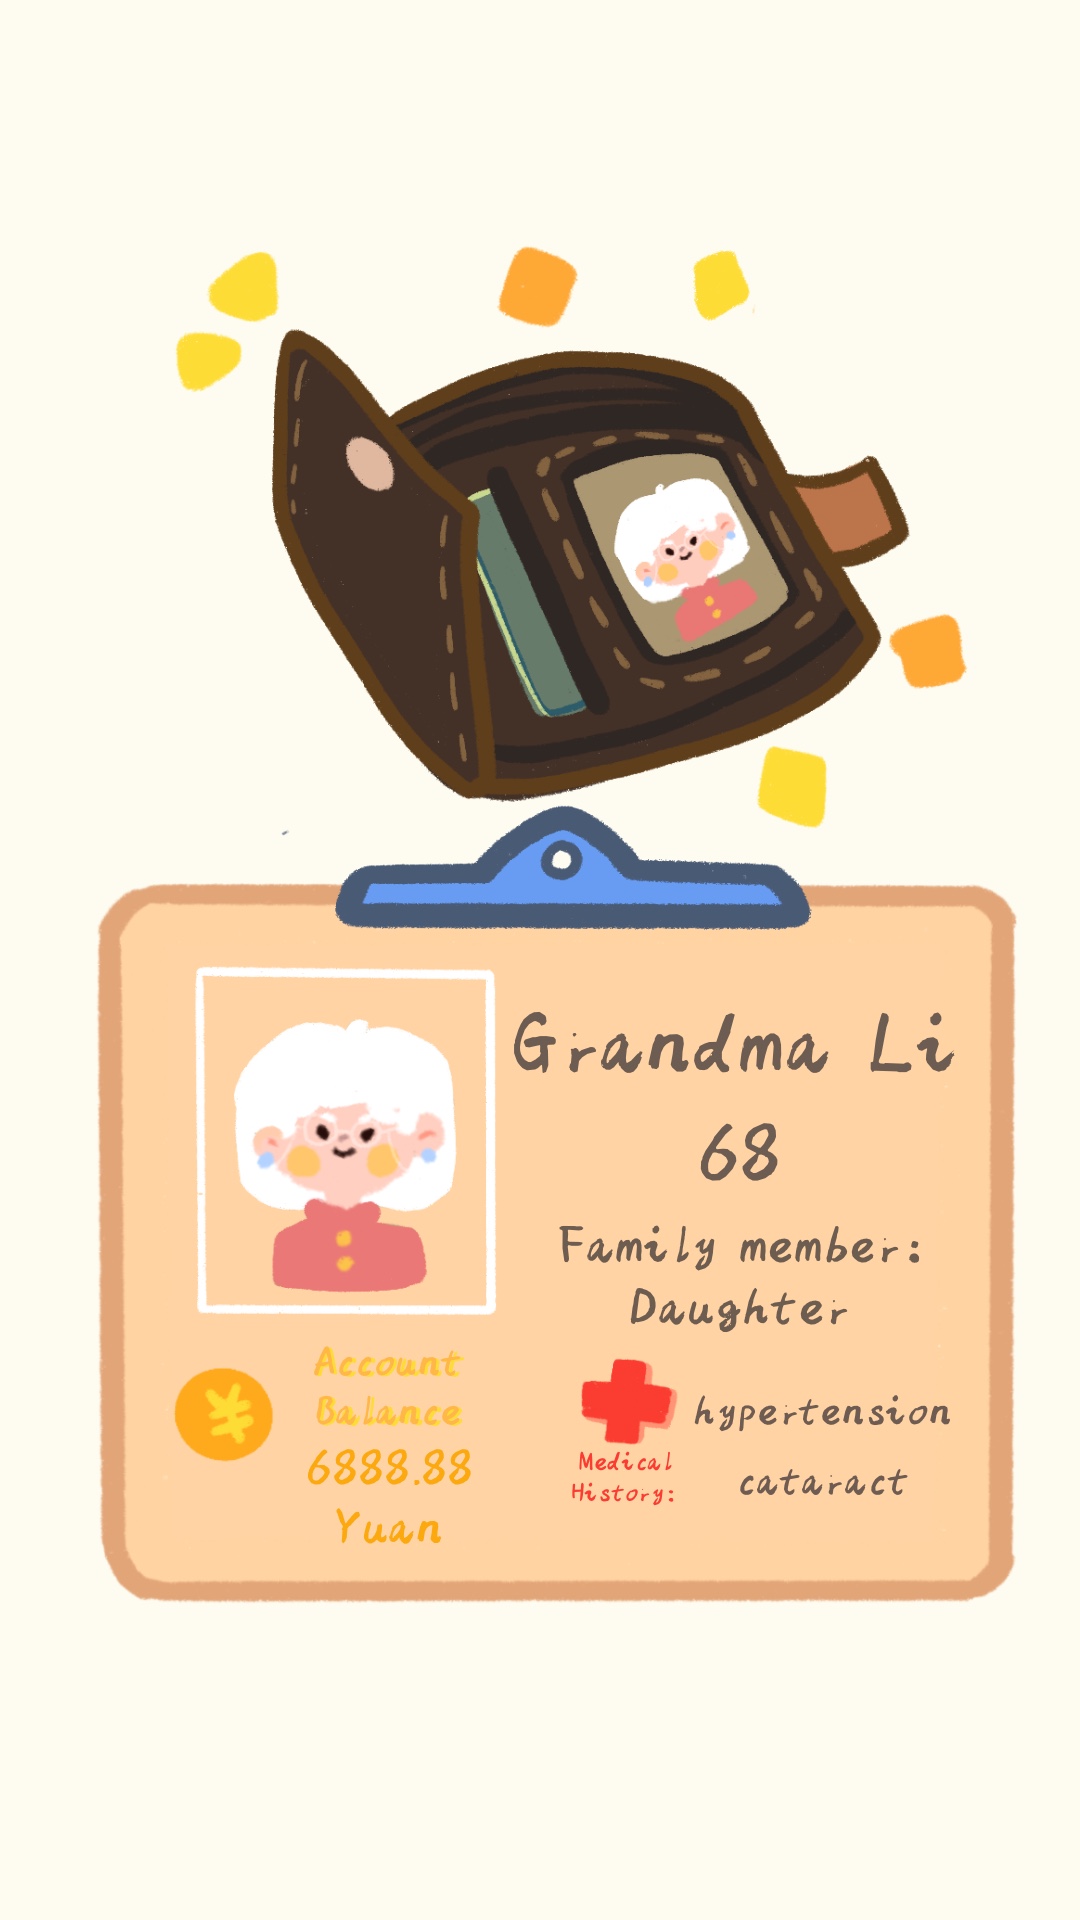 Grandma Li
68
Family member:
Daughter
Account
Balance
6888.88
Yuan
¥
Medical
History:
hypertension
cataract